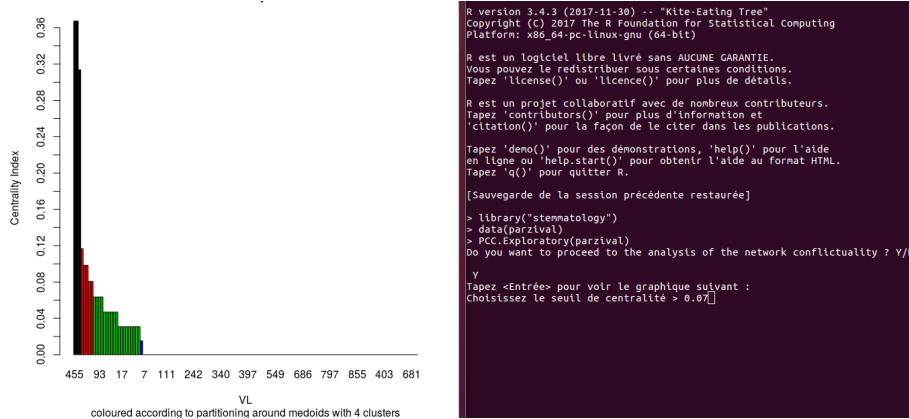 0.36
0.32
0.28
0.24
0.20
0.16
0.12
0.08
0.04
0.00
Centrality Index
455 93 17 7 111 242 340 397 549 686 797 855 403 681
VL
coloured according to partitioning around medoids with 4 clusters
R version 3.4.3 (2017-11-30) -- "Kite-Eating Tree"
Copyright (C) 2017 The R Foundation for Statistical Computing
Platform: x86_64-pc-linux-gnu (64-bit)
R est un logiciel libre livré sans AUCUNE GARANTIE.
Vous pouvez le redistribuer sous certaines conditions.
Tapez 'license()' ou 'licence()' pour plus de détails.
R est un projet collaboratif avec de nombreux contributeurs.
Tapez 'contributors()' pour plus d'information et
'citation()' pour la façon de le citer dans les publications.
Tapez 'demo()' pour des démonstrations, 'help()' pour l'aide
en ligne ou 'help.start()' pour obtenir l'aide au format HTML.
Tapez 'q()' pour quitter R.
[Sauvegarde de la session précédente restaurée]
> library("stemmatology")
> data(parzival)
> PCC.Exploratory(parzival)
Do you want to proceed to the analysis of the network conflictuality ? Y/
Y
Tapez <Entrée> pour voir le graphique suivant :
Choisissez le seuil de centralité > 0.07